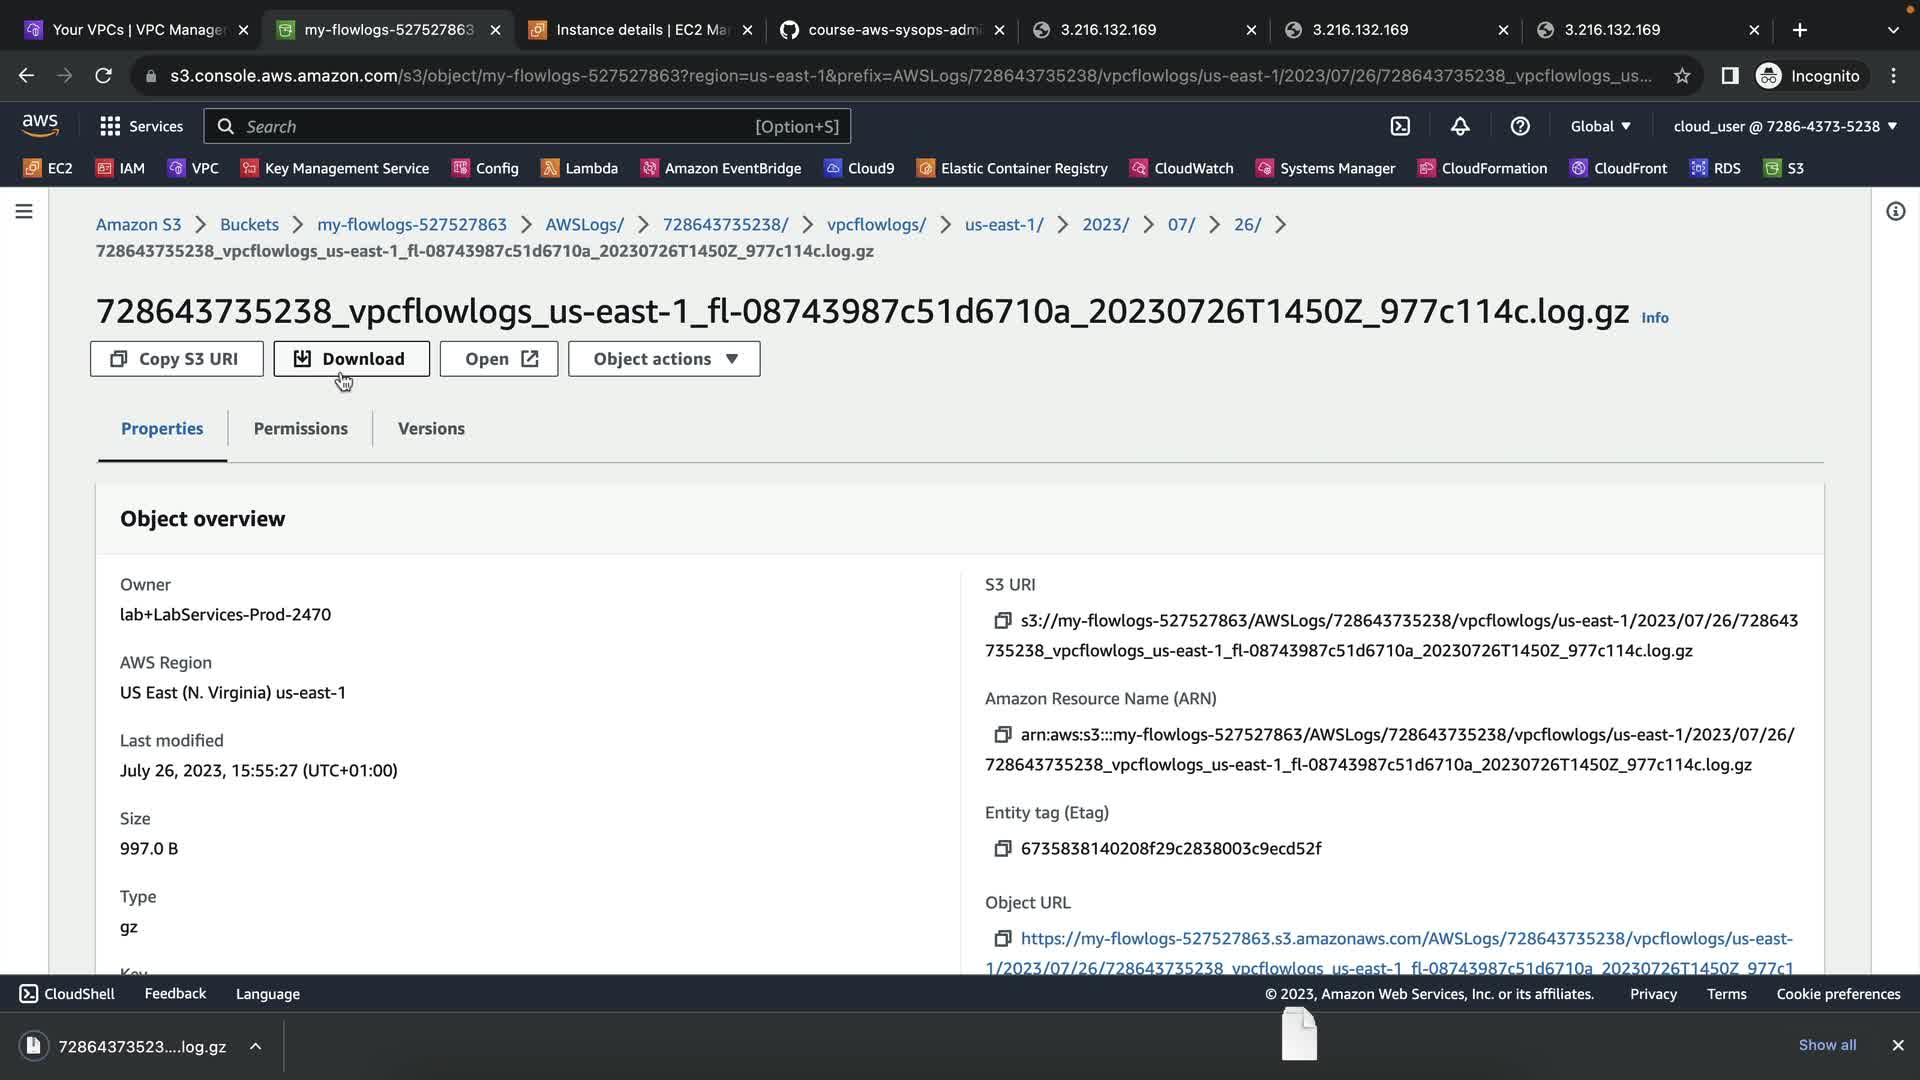 Your VPCs | VPC Manage
my-flowlogs-527527863
Instance details | EC2 Ma
course-aws-sysops-adm
3.216.132.169
3.216.132.169
3.216.132.169
s3.console.aws.amazon.com/s3/object/my-flowlogs-527527863?region=us-east-1&prefix=AWSLogs/728643735238/vpcflowlogs/us-east-1/2023/07/26/728643735238_vpcflowlogs_us...
Incognito
aws
Services
Search
[Option+S]
Global
cloud_user @ 7286-4373-5238
EC2
IAM
VPC
Key Management Service
Config
Lambda
Amazon EventBridge
Cloud9
Elastic Container Registry
CloudWatch
Systems Manager
CloudFormation
CloudFront
RDS
S3
Amazon S3 > Buckets > my-flowlogs-527527863 > AWSLogs/ > 728643735238/ > vpcflowlogs/ > us-east-1/ > 2023/ > 07/ > 26/ >
728643735238_vpcflowlogs_us-east-1_fl-08743987c51d6710a_20230726T1450Z_977c114c.log.gz
728643735238_vpcflowlogs_us-east-1_fl-08743987c51d6710a_20230726T1450Z_977c114c.log.gz Info
Copy S3 URI
Download
Open
Object actions
Properties
Permissions
Versions
Object overview
Owner
lab+LabServices-Prod-2470
AWS Region
US East (N. Virginia) us-east-1
Last modified
July 26, 2023, 15:55:27 (UTC+01:00)
Size
997.0 B
Type
gz
Key
S3 URI
s3://my-flowlogs-527527863/AWSLogs/728643735238/vpcflowlogs/us-east-1/2023/07/26/728643
735238_vpcflowlogs_us-east-1_fl-08743987c51d6710a_20230726T1450Z_977c114c.log.gz
Amazon Resource Name (ARN)
arn:aws:s3:::my-flowlogs-527527863/AWSLogs/728643735238/vpcflowlogs/us-east-1/2023/07/26/
728643735238_vpcflowlogs_us-east-1_fl-08743987c51d6710a_20230726T1450Z_977c114c.log.gz
Entity tag (Etag)
6735838140208f29c2838003c9ecd52f
Object URL
https://my-flowlogs-527527863.s3.amazonaws.com/AWSLogs/728643735238/vpcflowlogs/us-east-
1/2023/07/26/728643735238_vpcflowlogs_us-east-1_fl-08743987c51d6710a_20230726T1450Z_977c1
CloudShell
Feedback
Language
© 2023, Amazon Web Services, Inc. or its affiliates.
Privacy
Terms
Cookie preferences
72864373523....log.gz
Show all